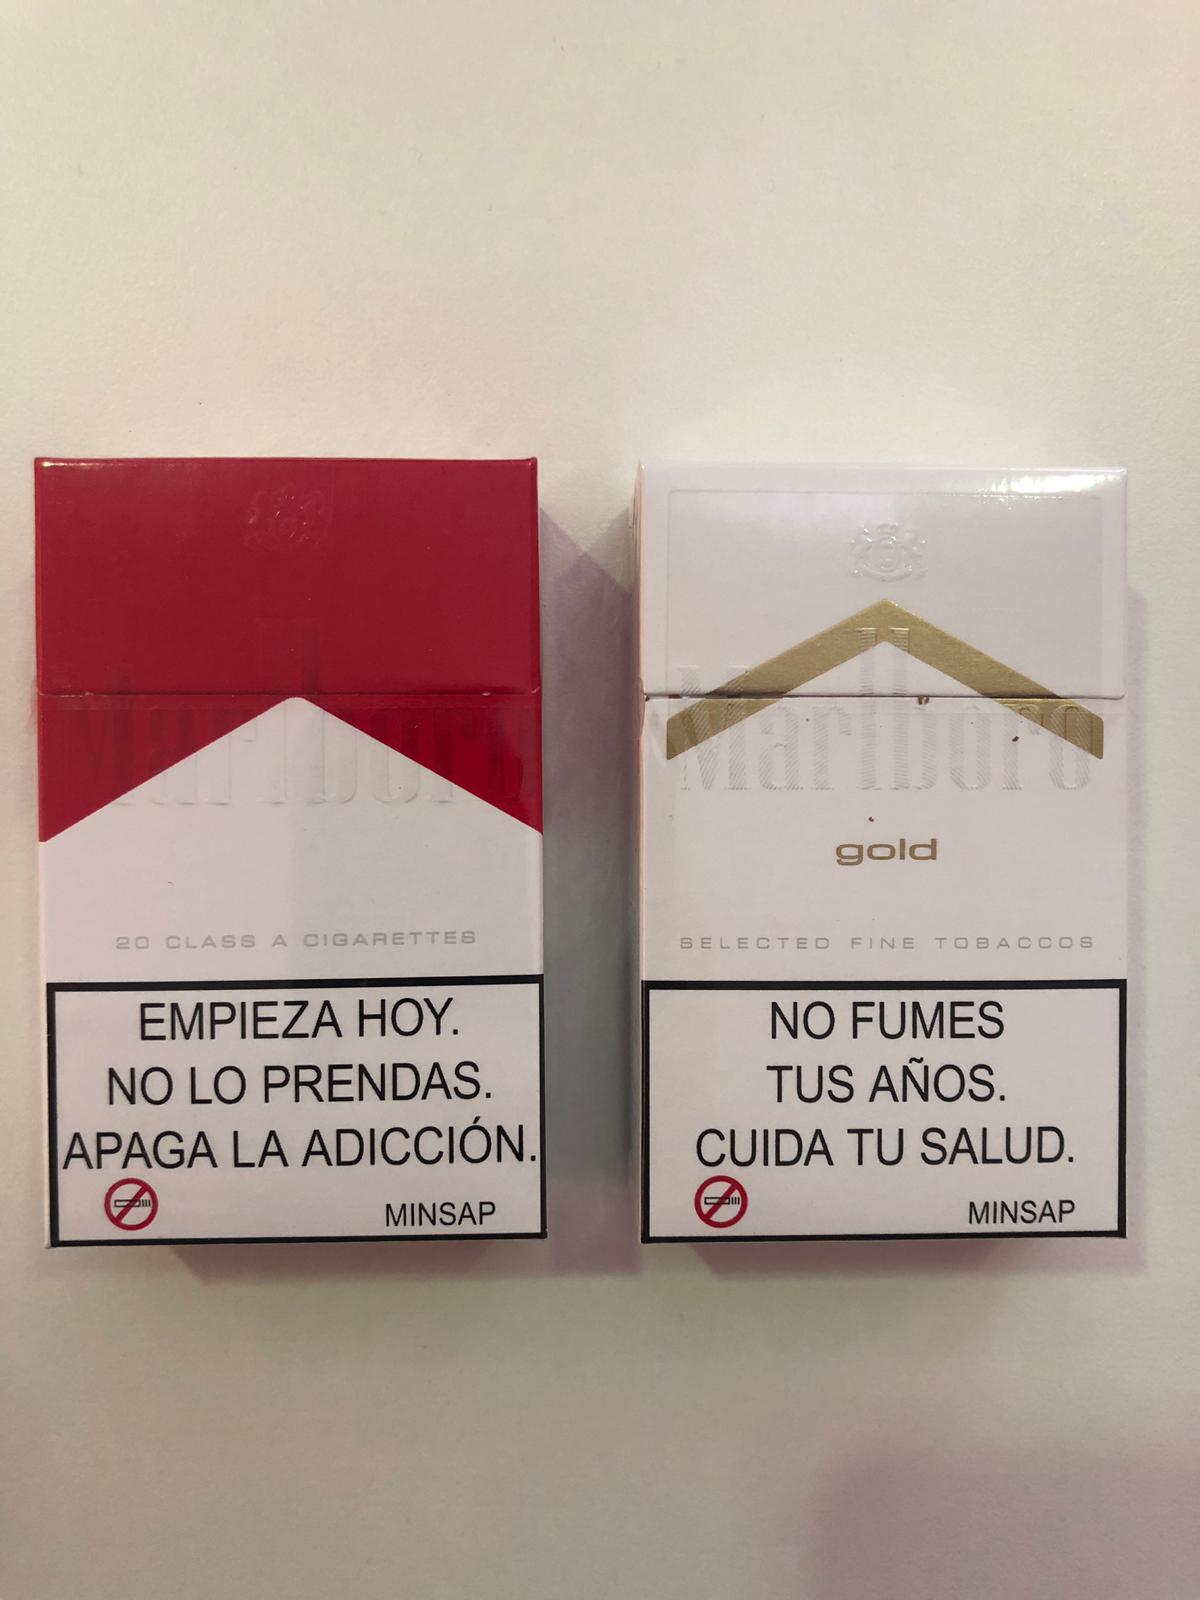 Marlboro
20 CLASS A CIGARETTES
EMPIEZA HOY.
NO LO PRENDAS.
APAGA LA ADICCIÓN.
MINSAP
Marlboro
gold
SELECTED FINE TOBACCOS
NO FUMES
TUS AÑOS.
CUIDA TU SALUD.
MINSAP